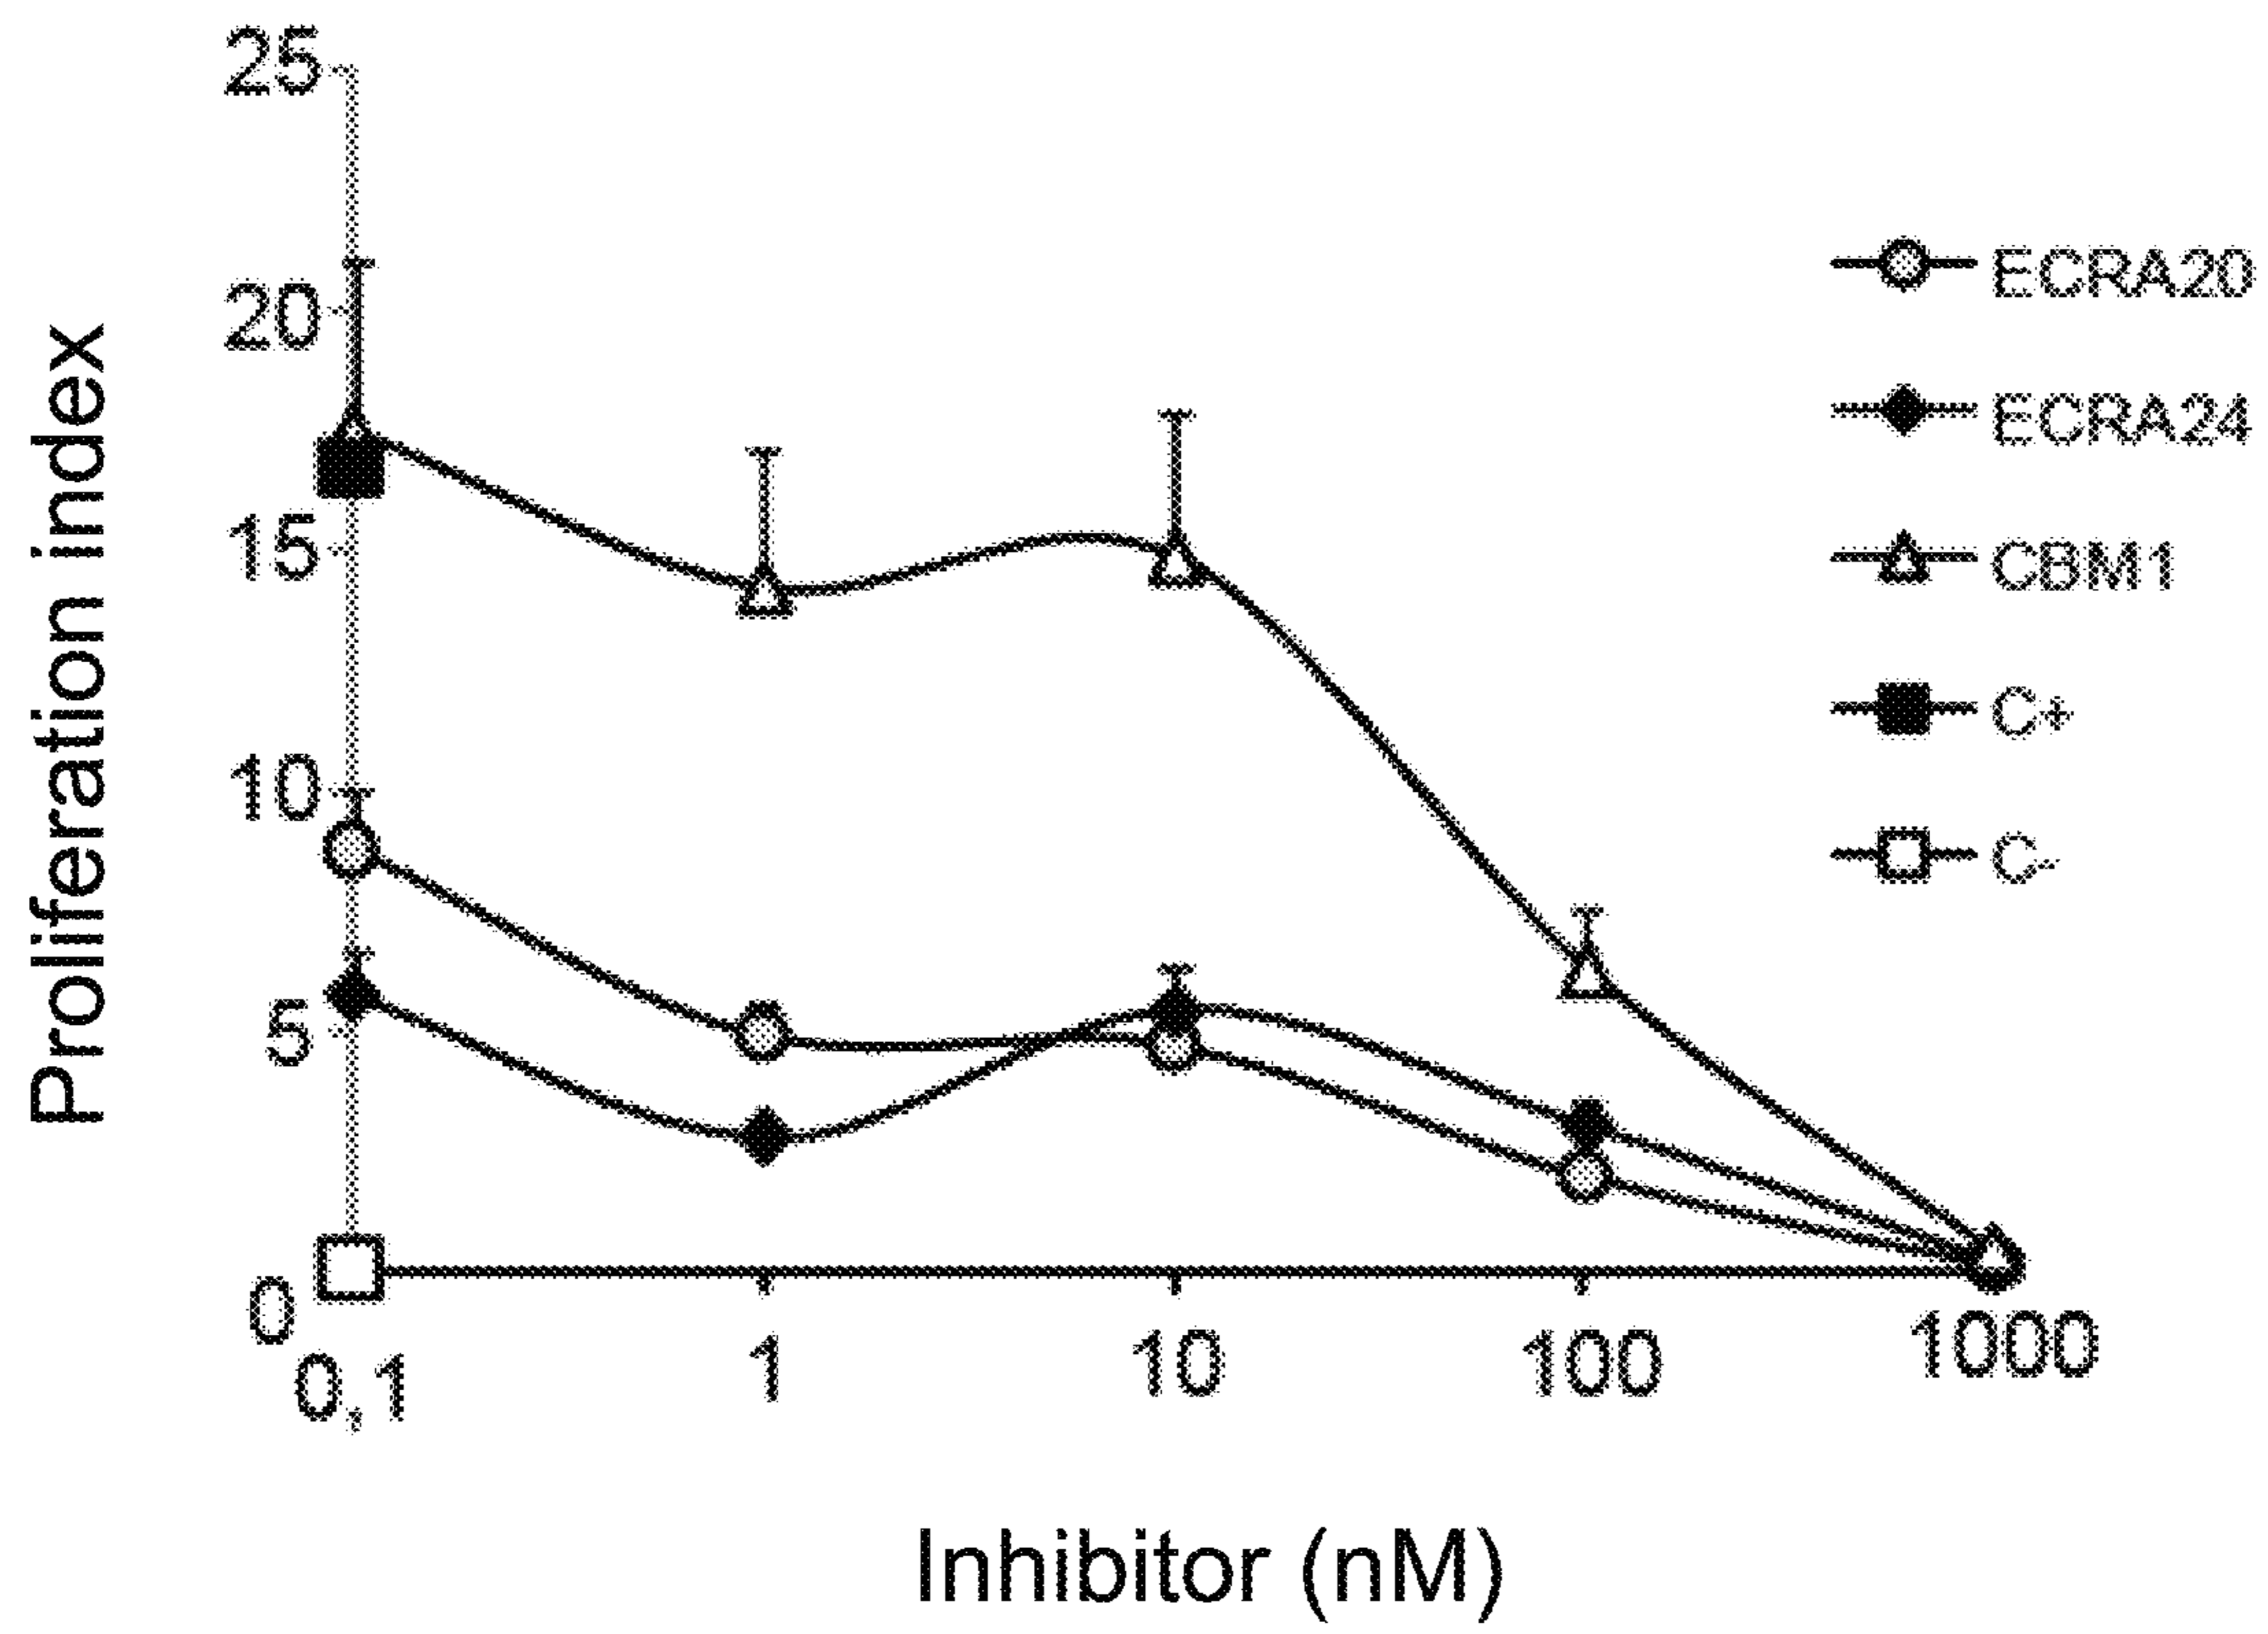 Proliferation index
25
20
15
10
5
0
0,1
1
10
100
1000
Inhibitor (nM)
ECRA20
ECRA24
CBM1
C+
C-